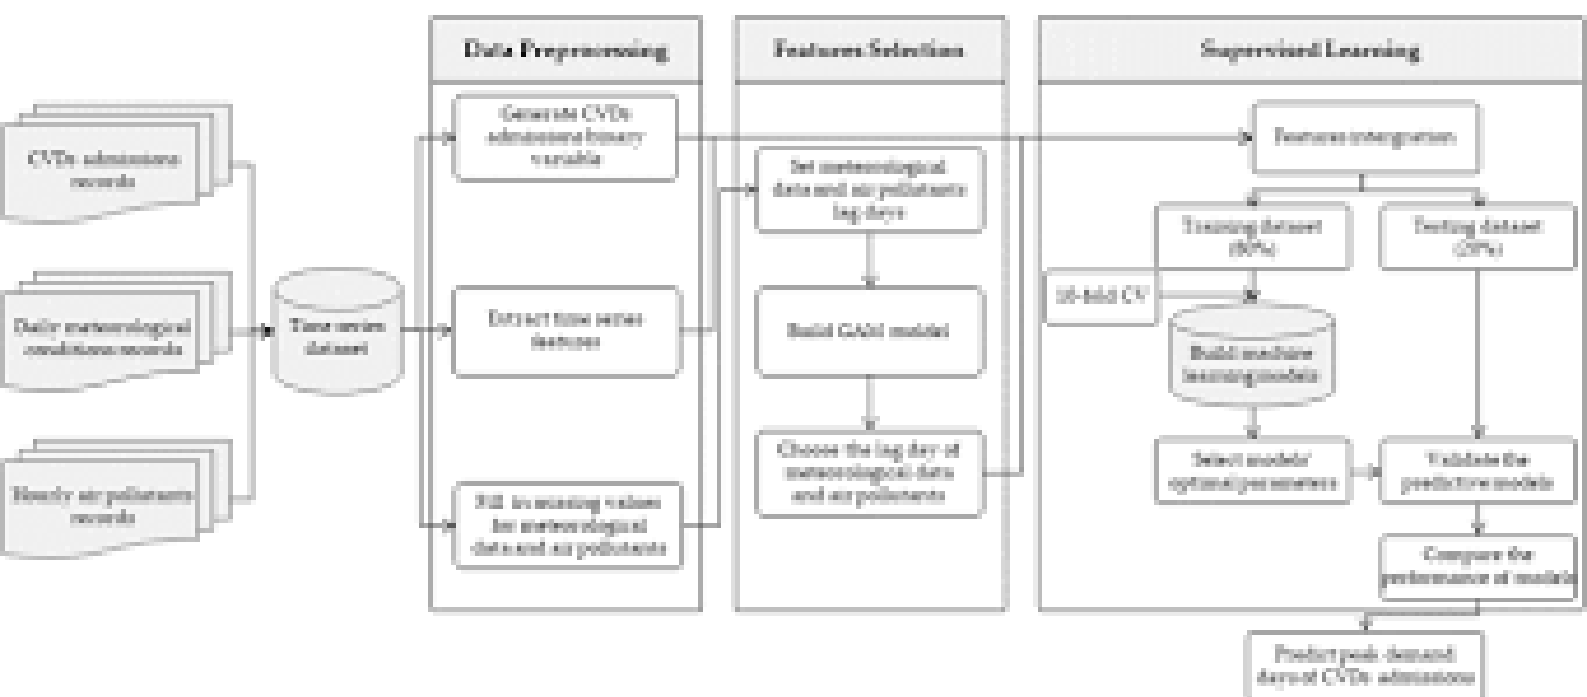 Data Preprocessing
Features Selection
Supervised Learning
CVDs admissions
records
Daily meteorological
conditions records
Hourly air pollutants
records
Time series
dataset
Generate CVDs
admissions binary
variable
Extract time series
features
Fill in missing values
for meteorological
data and air pollutants
Set meteorological
data and air pollutants
lag days
Build GAM model
Choose the lag day of
meteorological data
and air pollutants
Features intergration
Training dataset
(80%)
Testing dataset
(20%)
10-fold CV
Build machine
learning models
Select models'
optimal parameters
Validate the
predictive models
Compare the
performance of models
Predict peak demand
days of CVDs admissions